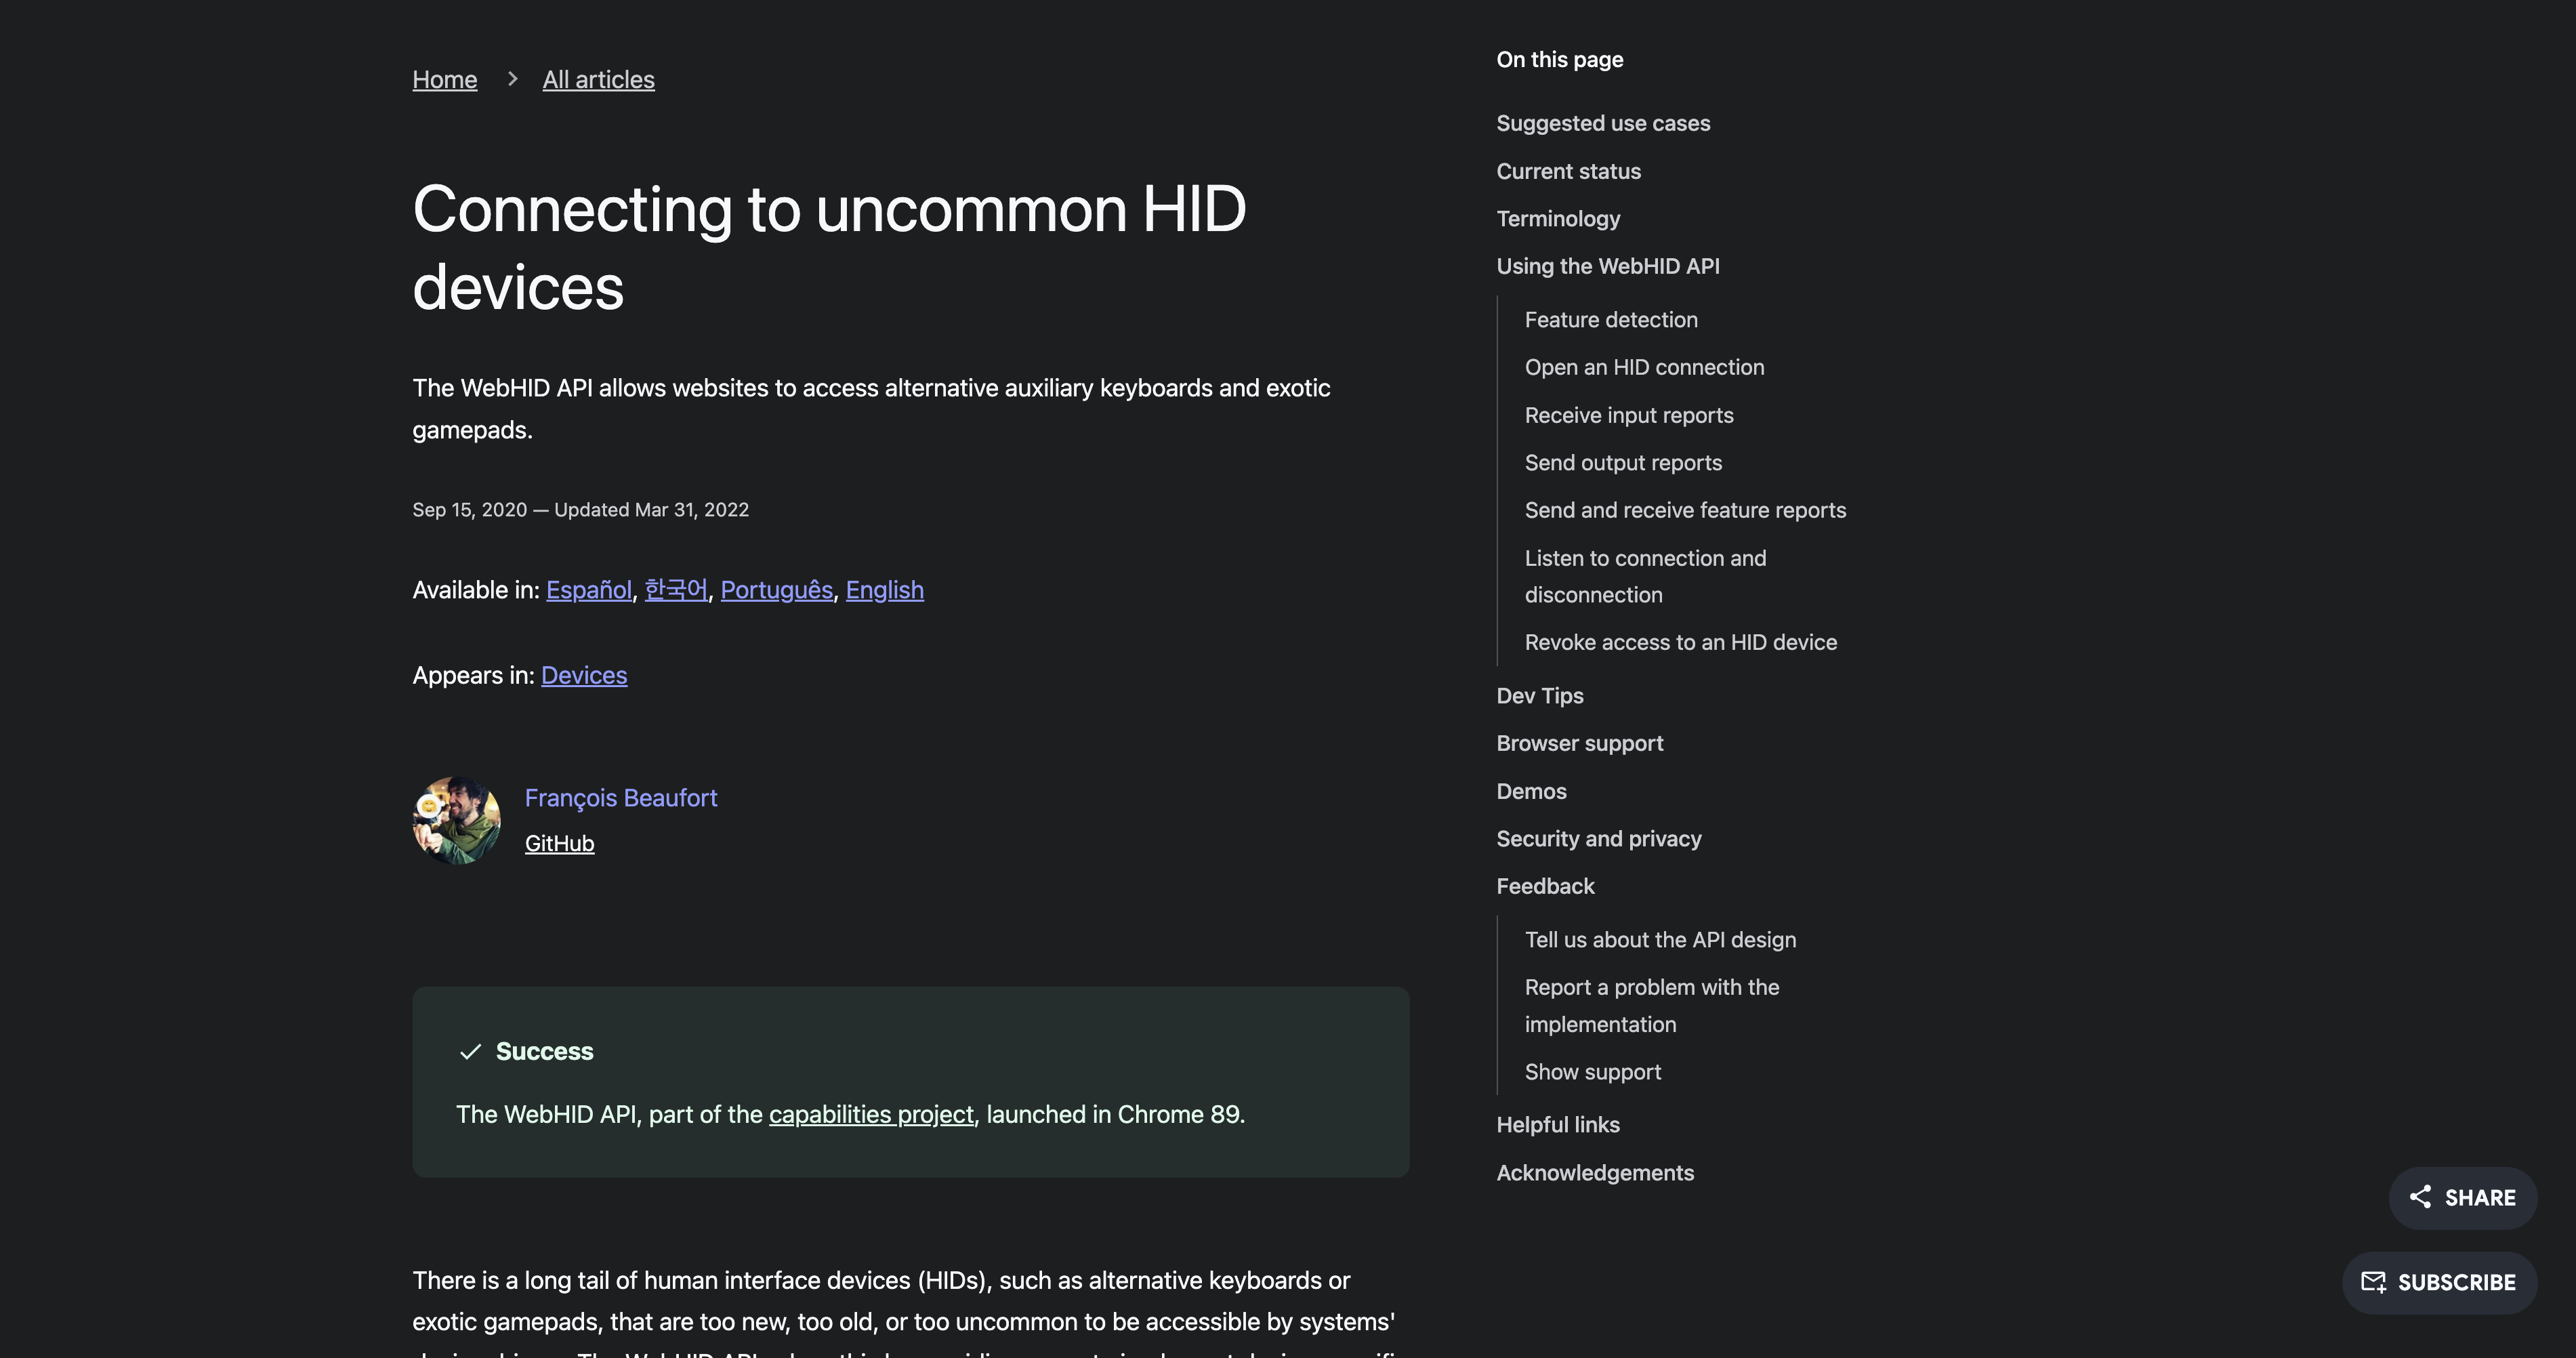 Home > All articles
Connecting to uncommon HID
devices
The WebHID API allows websites to access alternative auxiliary keyboards and exotic
gamepads.
Sep 15, 2020 — Updated Mar 31, 2022
Available in: Español, 한국어, Português, English
Appears in: Devices
François Beaufort
GitHub
Success
The WebHID API, part of the capabilities project, launched in Chrome 89.
There is a long tail of human interface devices (HIDs), such as alternative keyboards or
exotic gamepads, that are too new, too old, or too uncommon to be accessible by systems'
On this page
Suggested use cases
Current status
Terminology
Using the WebHID API
Feature detection
Open an HID connection
Receive input reports
Send output reports
Send and receive feature reports
Listen to connection and
disconnection
Revoke access to an HID device
Dev Tips
Browser support
Demos
Security and privacy
Feedback
Tell us about the API design
Report a problem with the
implementation
Show support
Helpful links
Acknowledgements
SHARE
SUBSCRIBE